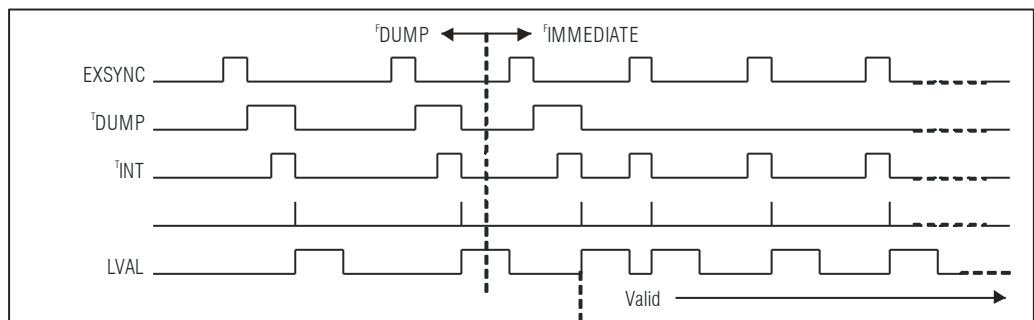 FDUMP FIMMEDIATE
EXSYNC
TDUMP
TINT
LVAL
Valid